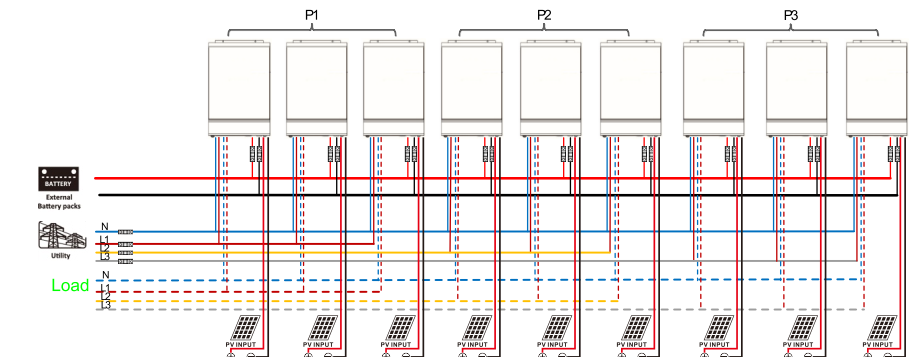 P1 P2 P3
BATTERY
External
Battery packs
N
L1
L2
L3
Utility
Load
N
L1
L2
L3
PV INPUT PV INPUT PV INPUT PV INPUT PV INPUT PV INPUT PV INPUT PV INPUT PV INPUT